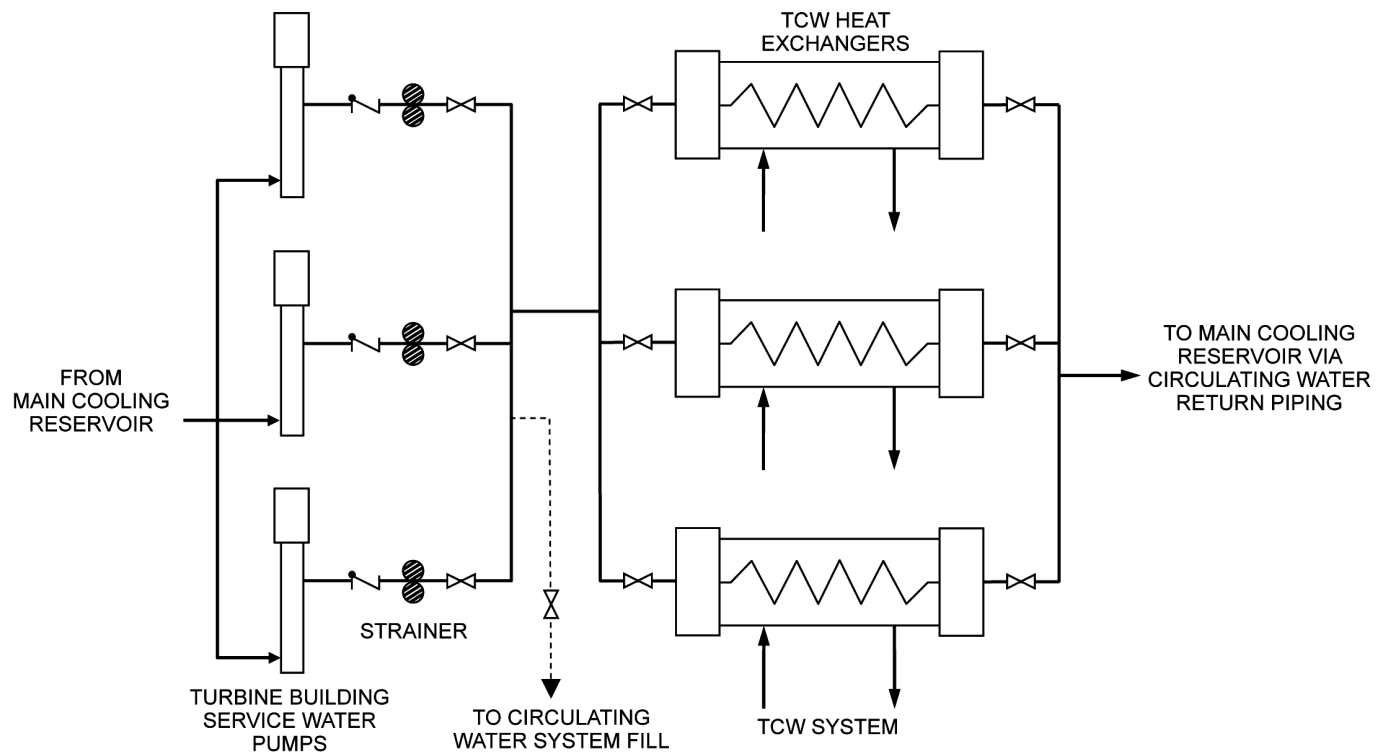 TCW HEAT
EXCHANGERS
FROM
MAIN COOLING
RESERVOIR
TO MAIN COOLING
RESERVOIR VIA
CIRCULATING WATER
RETURN PIPING
STRAINER
TURBINE BUILDING
SERVICE WATER
PUMPS
TO CIRCULATING
WATER SYSTEM FILL
TCW SYSTEM